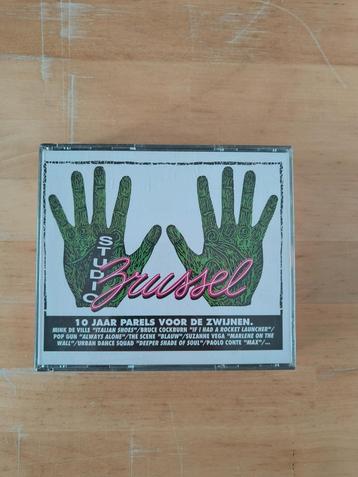 STUDIO
Brussel
10 JAAR PARELS VOOR DE ZWIJNEN.
MINK DE VILLE "ITALIAN SHOES"/BRUCE COCKBURN "IF I HAD A ROCKET LAUNCHER"/
POP GUN "ALWAYS ALONE"/THE SCENE "BLAUW"/SUZANNE VEGA "MARLENE ON THE
WALL"/URBAN DANCE SQUAD "DEEPER SHADE OF SOUL"/PAOLO CONTE "MAX"/...